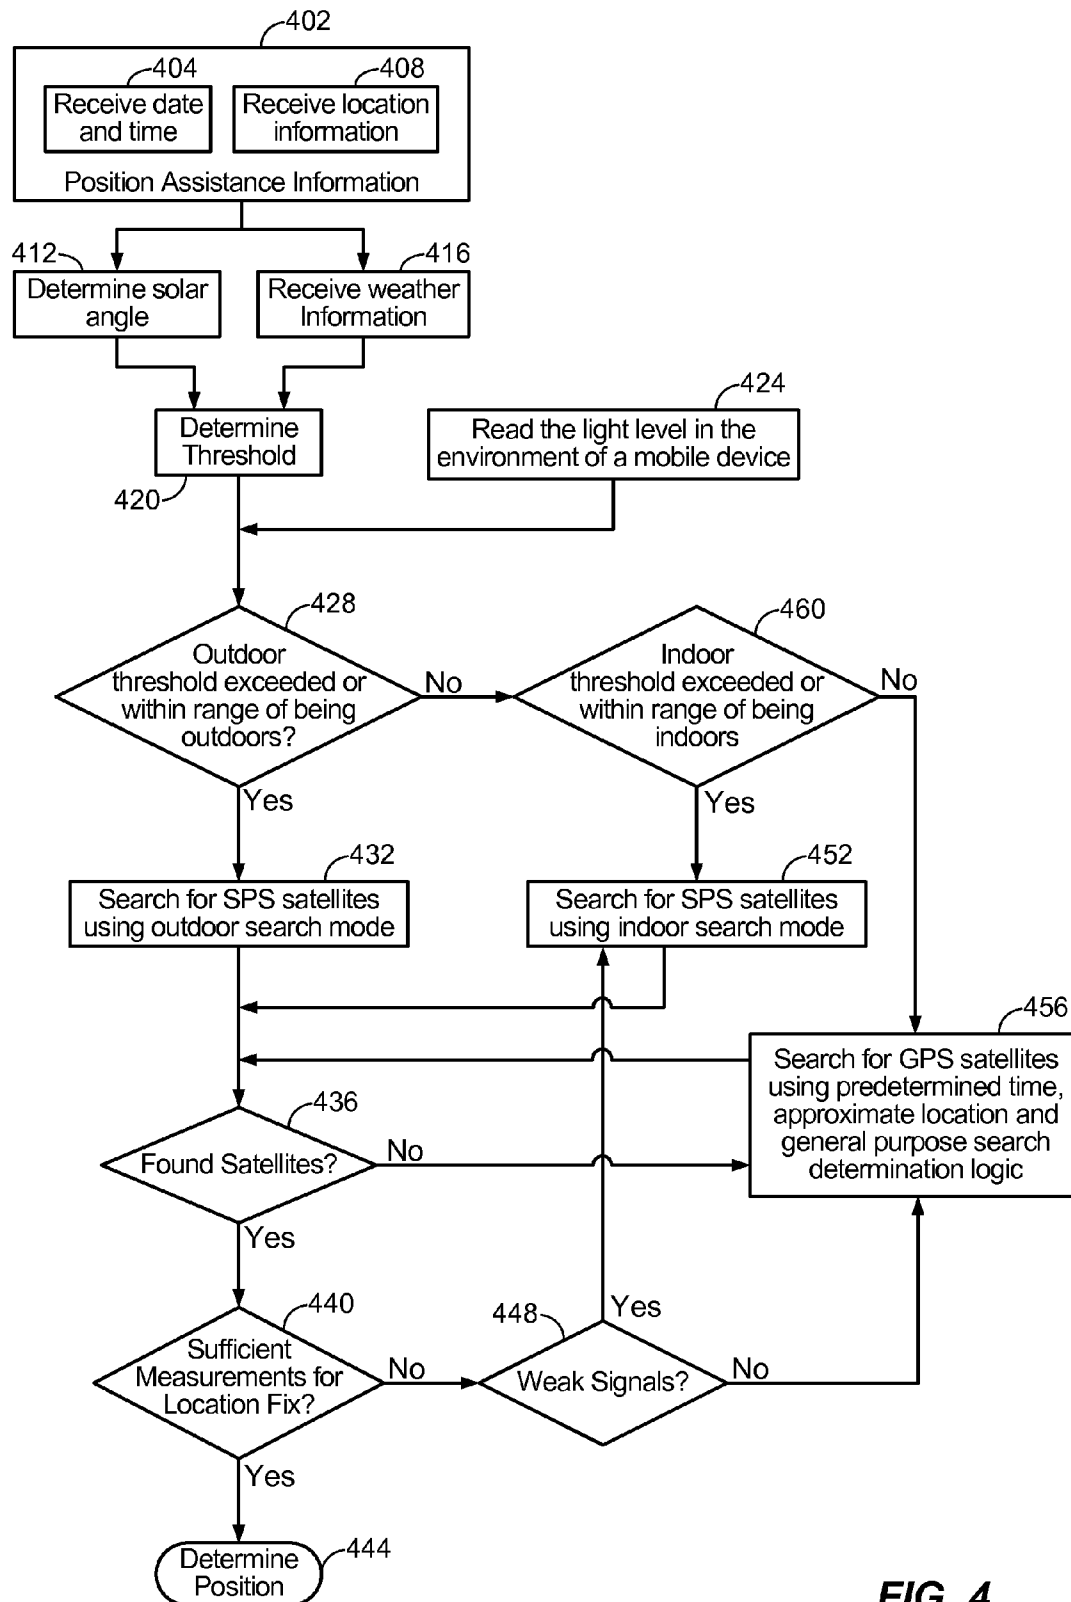 402
404
408
Receive date
and time
Receive location
information
Position Assistance Information
412
416
Determine solar
angle
Receive weather
Information
424
Determine
Threshold
Read the light level in the
environment of a mobile device
420
428
460
Outdoor
threshold exceeded or
within range of being
outdoors?
No
Indoor
threshold exceeded or
within range of being
indoors
No
Yes
Yes
432
452
Search for SPS satellites
using outdoor search mode
Search for SPS satellites
using indoor search mode
456
Search for GPS satellites
using predetermined time,
approximate location and
general purpose search
determination logic
436
Found Satellites?
No
Yes
440
448
Yes
Sufficient
Measurements for
Location Fix?
No
Weak Signals?
No
Yes
Determine
Position
444
FIG. 4